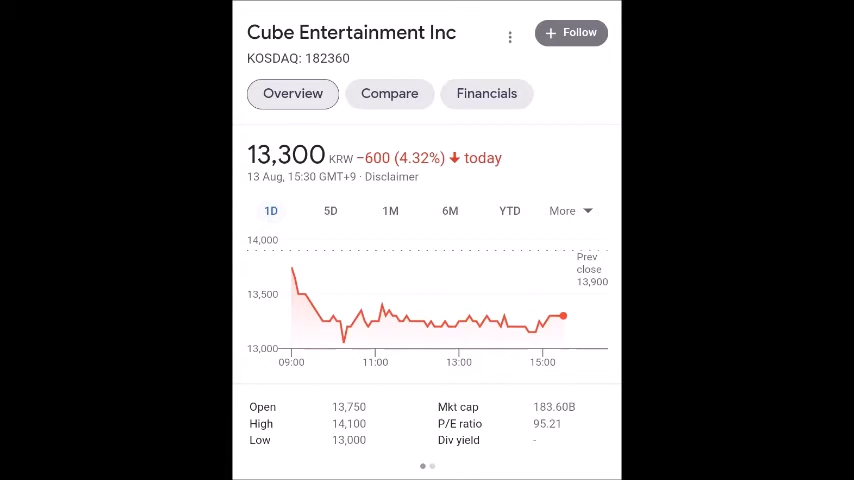 Cube Entertainment Inc
+ Follow
KOSDAQ: 182360
Overview
Compare
Financials
13,300 KRW −600 (4.32%) ↓ today
13 Aug, 15:30 GMT+9 · Disclaimer
1D 5D 1M 6M YTD More
14,000
Prev
close
13,900
13,500
13,000
09:00 11:00 13:00 15:00
Open 13,750 Mkt cap 183.60B
High 14,100 P/E ratio 95.21
Low 13,000 Div yield -